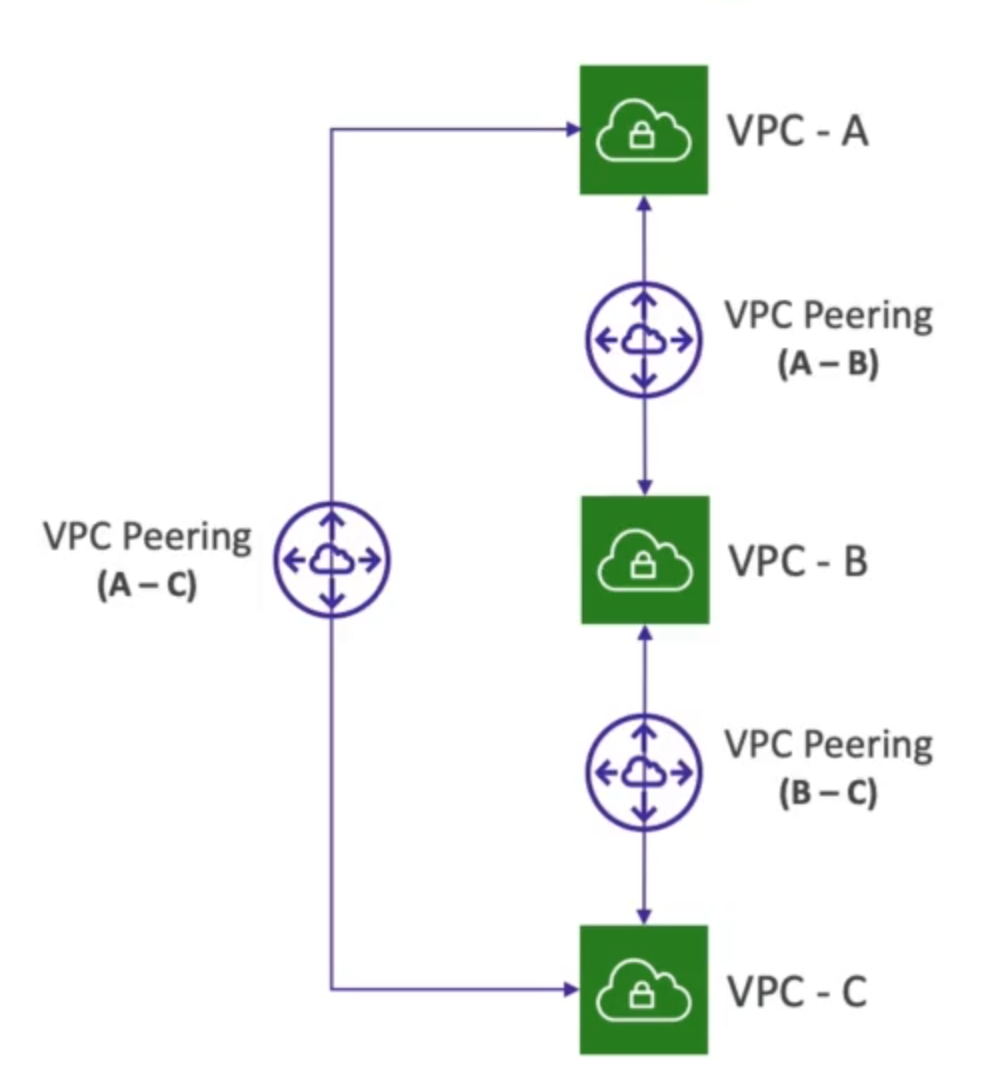 VPC - A
VPC Peering
(A – B)
VPC Peering
(A – C)
VPC - B
VPC Peering
(B – C)
VPC - C